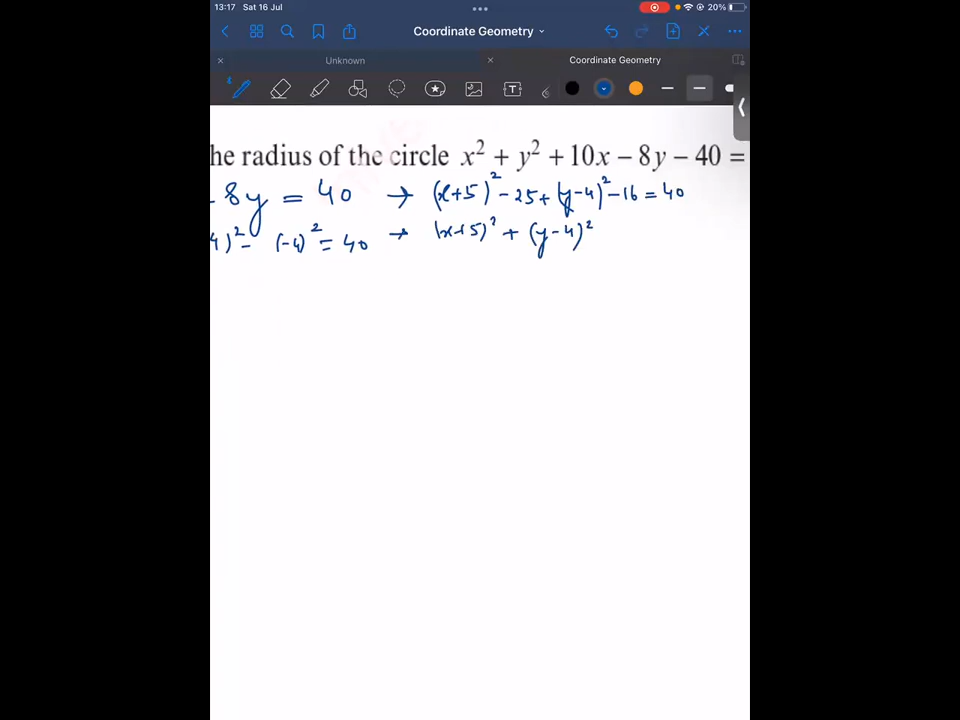 13:17 Sat 16 Jul
20%
Coordinate Geometry
Unknown
Coordinate Geometry
T
he radius of the circle x² + y² + 10x − 8y − 40 =
- 8y = 40 → (x+5)² - 25 + (y-4)² - 16 = 40
4)² - (-4)² = 40 → (x+5)² + (y-4)²